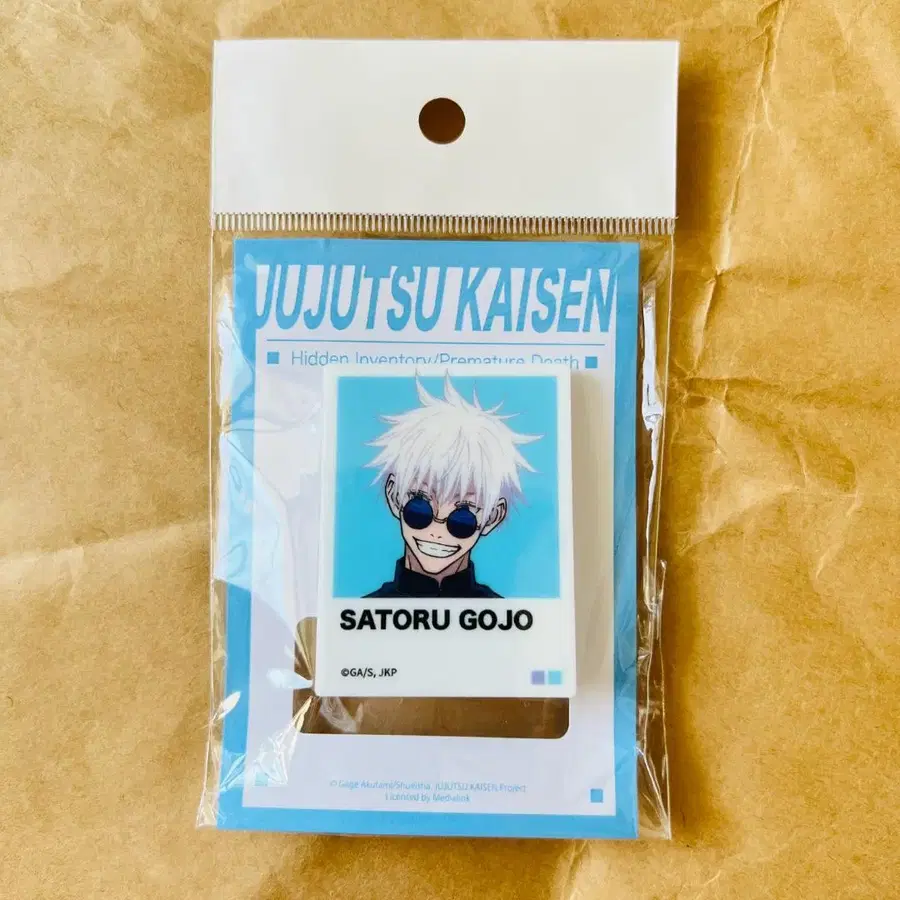 JUJUTSU KAISEN
Hidden Inventory/Premature Death
SATORU GOJO
©GA/S, JKP
© Gege Akutami/Shueisha, JUJUTSU KAISEN Project
Licensed by Medialink